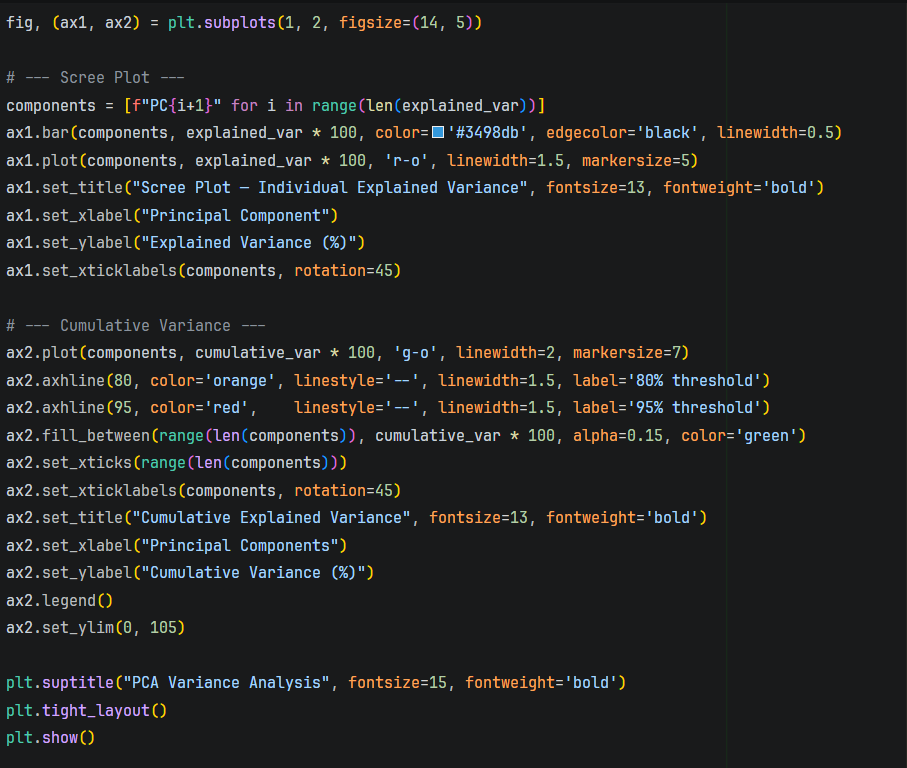 fig, (ax1, ax2) = plt.subplots(1, 2, figsize=(14, 5))
# --- Scree Plot ---
components = [f"PC{i+1}" for i in range(len(explained_var))]
ax1.bar(components, explained_var * 100, color='#3498db', edgecolor='black', linewidth=0.5)
ax1.plot(components, explained_var * 100, 'r-o', linewidth=1.5, markersize=5)
ax1.set_title("Scree Plot — Individual Explained Variance", fontsize=13, fontweight='bold')
ax1.set_xlabel("Principal Component")
ax1.set_ylabel("Explained Variance (%)")
ax1.set_xticklabels(components, rotation=45)
# --- Cumulative Variance ---
ax2.plot(components, cumulative_var * 100, 'g-o', linewidth=2, markersize=7)
ax2.axhline(80, color='orange', linestyle='--', linewidth=1.5, label='80% threshold')
ax2.axhline(95, color='red',    linestyle='--', linewidth=1.5, label='95% threshold')
ax2.fill_between(range(len(components)), cumulative_var * 100, alpha=0.15, color='green')
ax2.set_xticks(range(len(components)))
ax2.set_xticklabels(components, rotation=45)
ax2.set_title("Cumulative Explained Variance", fontsize=13, fontweight='bold')
ax2.set_xlabel("Principal Components")
ax2.set_ylabel("Cumulative Variance (%)")
ax2.legend()
ax2.set_ylim(0, 105)
plt.suptitle("PCA Variance Analysis", fontsize=15, fontweight='bold')
plt.tight_layout()
plt.show()